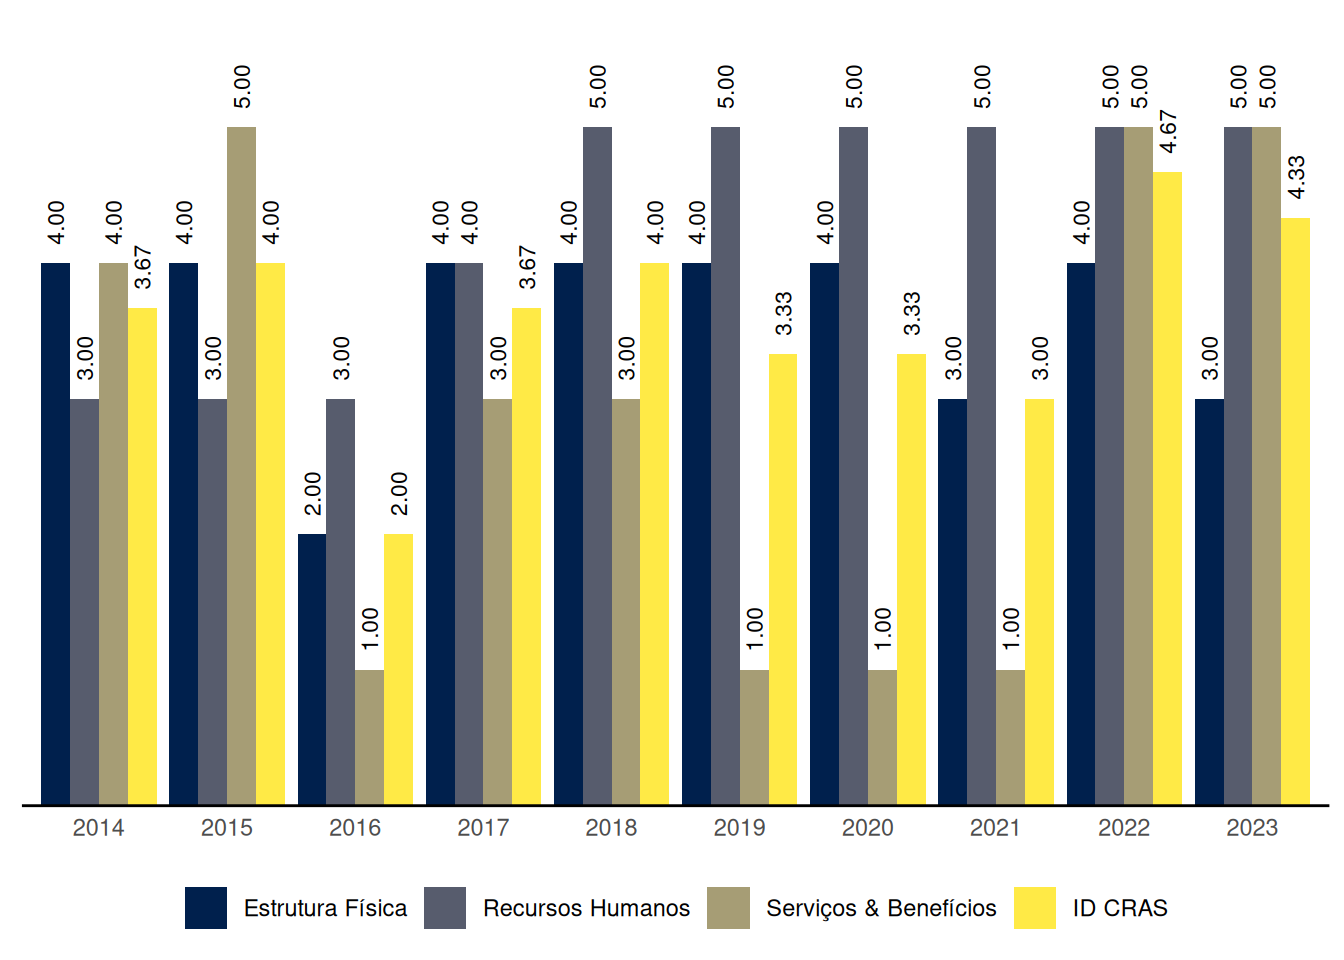 5.00 5.00 5.00 5.00 5.00 5.00 5.00 5.00 5.00
4.67
4.33
4.00 4.00 4.00 4.00 4.00 4.00 4.00 4.00 4.00 4.00 4.00
3.67 3.67
3.33 3.33
3.00 3.00 3.00 3.00 3.00 3.00 3.00 3.00
2.00 2.00
1.00 1.00 1.00 1.00
2014 2015 2016 2017 2018 2019 2020 2021 2022 2023
Estrutura Física Recursos Humanos Serviços & Benefícios ID CRAS